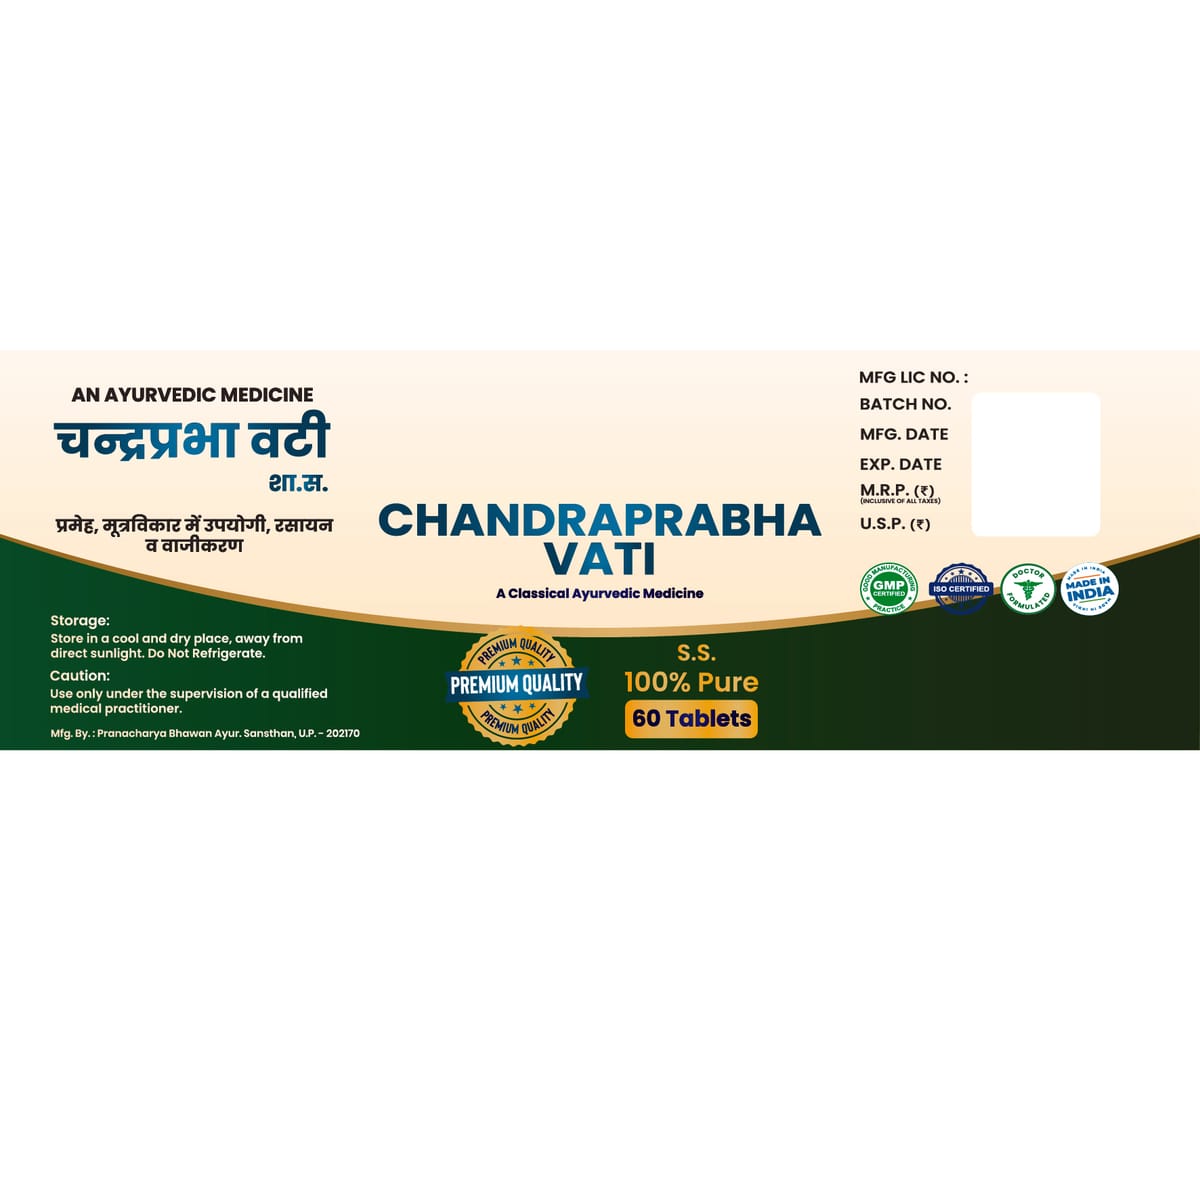 AN AYURVEDIC MEDICINE
चन्द्रप्रभा वटी
शा.स.
प्रमेह, मूत्रविकार में उपयोगी, रसायन
व वाजीकरण
Storage:
Store in a cool and dry place, away from
direct sunlight. Do Not Refrigerate.
Caution:
Use only under the supervision of a qualified
medical practitioner.
Mfg. By. : Pranacharya Bhawan Ayur. Sansthan, U.P. - 202170
CHANDRAPRABHA
VATI
A Classical Ayurvedic Medicine
PREMIUM QUALITY
PREMIUM QUALITY
PREMIUM QUALITY
S.S.
100% Pure
60 Tablets
MFG LIC NO. :
BATCH NO.
MFG. DATE
EXP. DATE
M.R.P. (₹)
(INCLUSIVE OF ALL TAXES)
U.S.P. (₹)
GOOD MANUFACTURING
GMP
CERTIFIED
PRACTICE
ISO CERTIFIED
DOCTOR
FORMULATED
MADE IN INDIA
MADE IN
INDIA